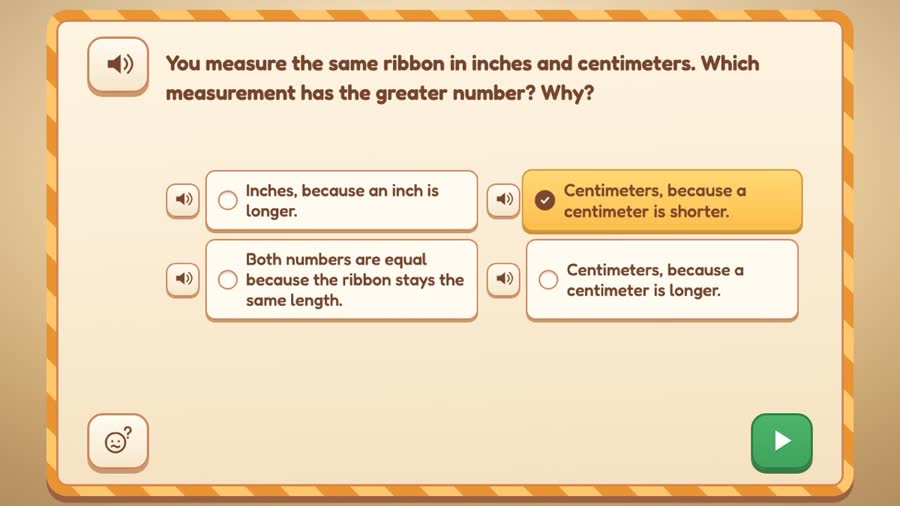 You measure the same ribbon in inches and centimeters. Which
measurement has the greater number? Why?
Inches, because an inch is
longer.
Centimeters, because a
centimeter is shorter.
Both numbers are equal
because the ribbon stays the
same length.
Centimeters, because a
centimeter is longer.
?